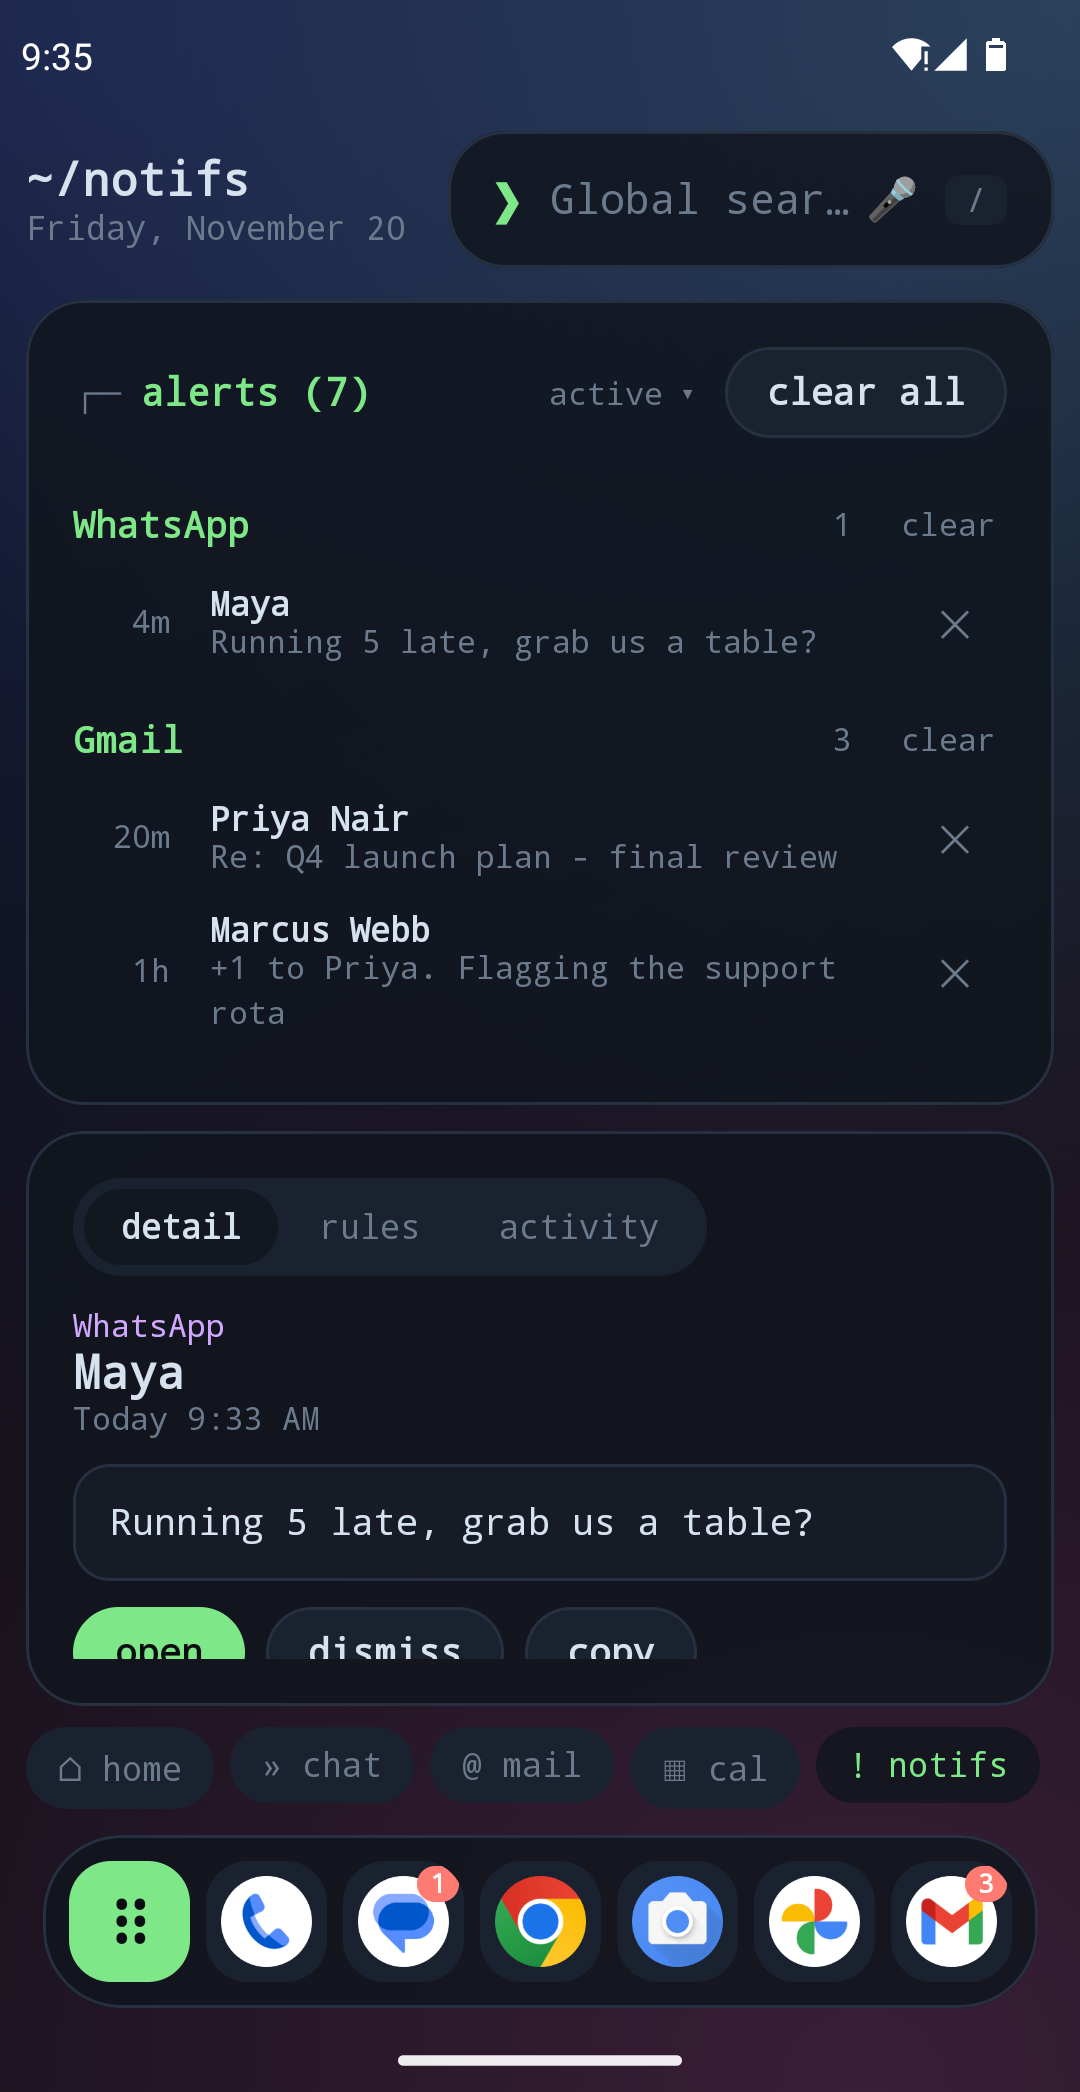 9:35
~/notifs
Friday, November 20
❯ Global sear… /
alerts (7)
active ▾
clear all
WhatsApp
1 clear
4m
Maya
Running 5 late, grab us a table?
Gmail
3 clear
20m
Priya Nair
Re: Q4 launch plan – final review
1h
Marcus Webb
+1 to Priya. Flagging the support
rota
detail rules activity
WhatsApp
Maya
Today 9:33 AM
Running 5 late, grab us a table?
open dismiss copy
home
» chat
@ mail
▦ cal
! notifs
1
3